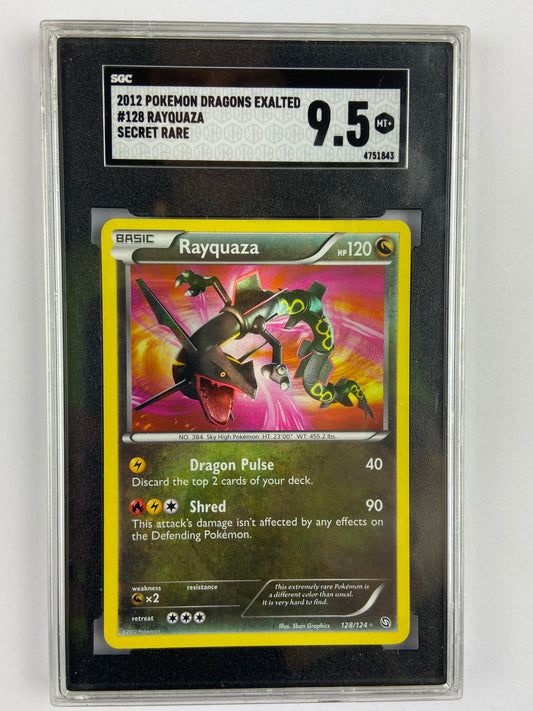 SGC
2012 POKEMON DRAGONS EXALTED
#128 RAYQUAZA
SECRET RARE
9.5
MT+
4751843
BASIC
Rayquaza
HP 120
NO. 384 Sky High Pokémon HT: 23'00" WT: 455.2 lbs.
Dragon Pulse 40
Discard the top 2 cards of your deck.
Shred 90
This attack's damage isn't affected by any effects on
the Defending Pokémon.
weakness resistance
×2
retreat
This extremely rare Pokémon is
a different color than usual.
It is very hard to find.
©2012 Pokémon
Illus. 5ban Graphics 128/124